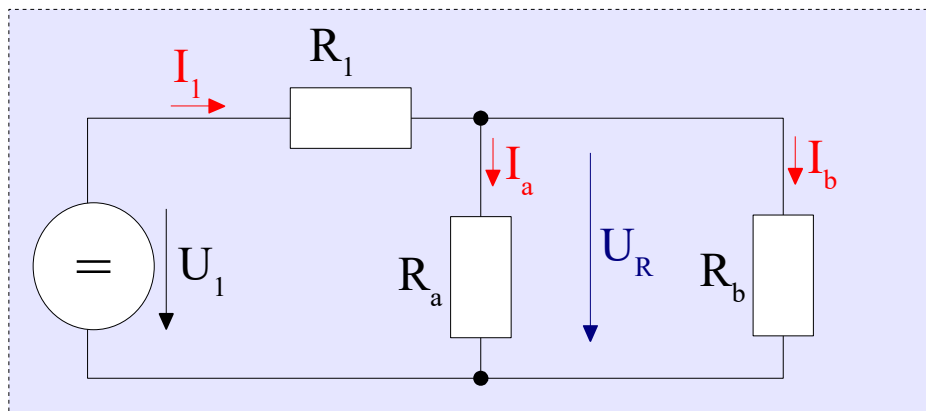 R1
I1
Ia
Ib
=
U1
Ra
UR
Rb